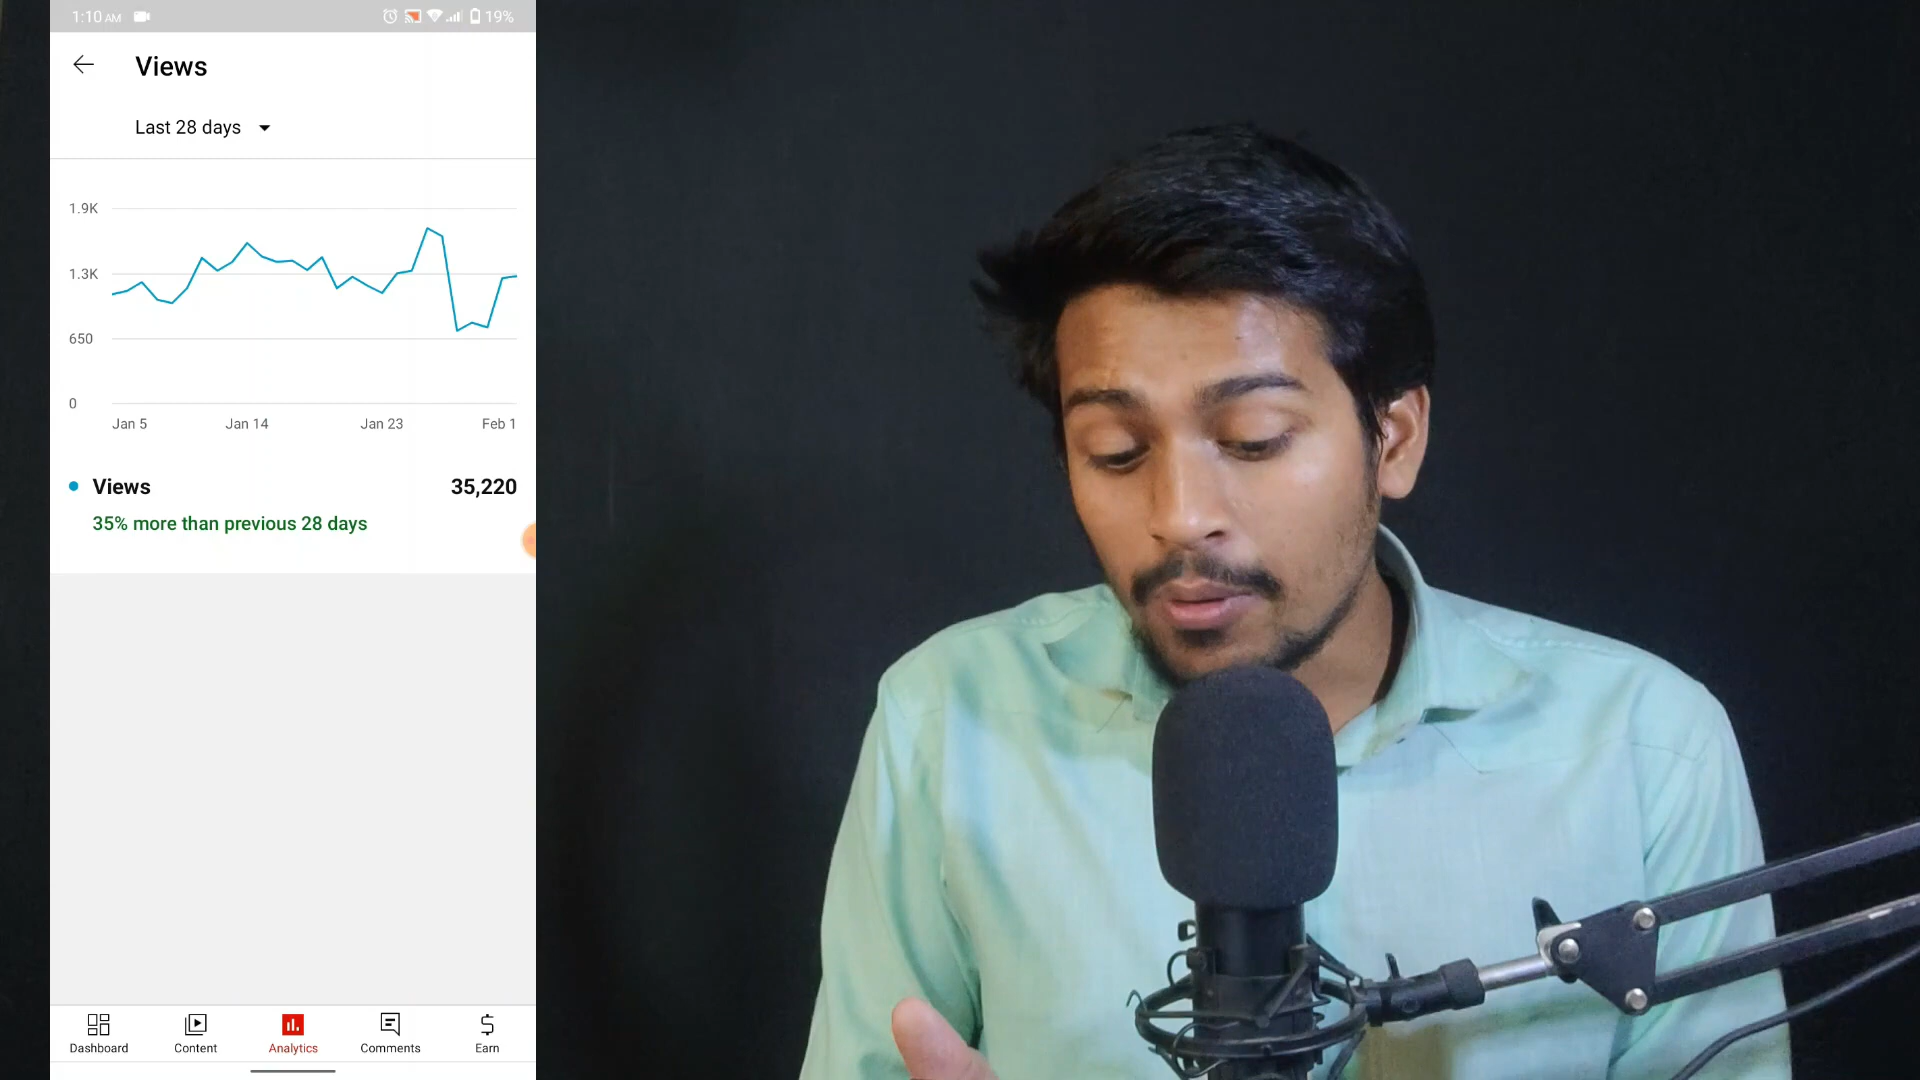 1:10 AM 19%
Views
Last 28 days
1.9K
1.3K
650
0
Jan 5 Jan 14 Jan 23 Feb 1
Views 35,220
35% more than previous 28 days
Dashboard Content Analytics Comments Earn